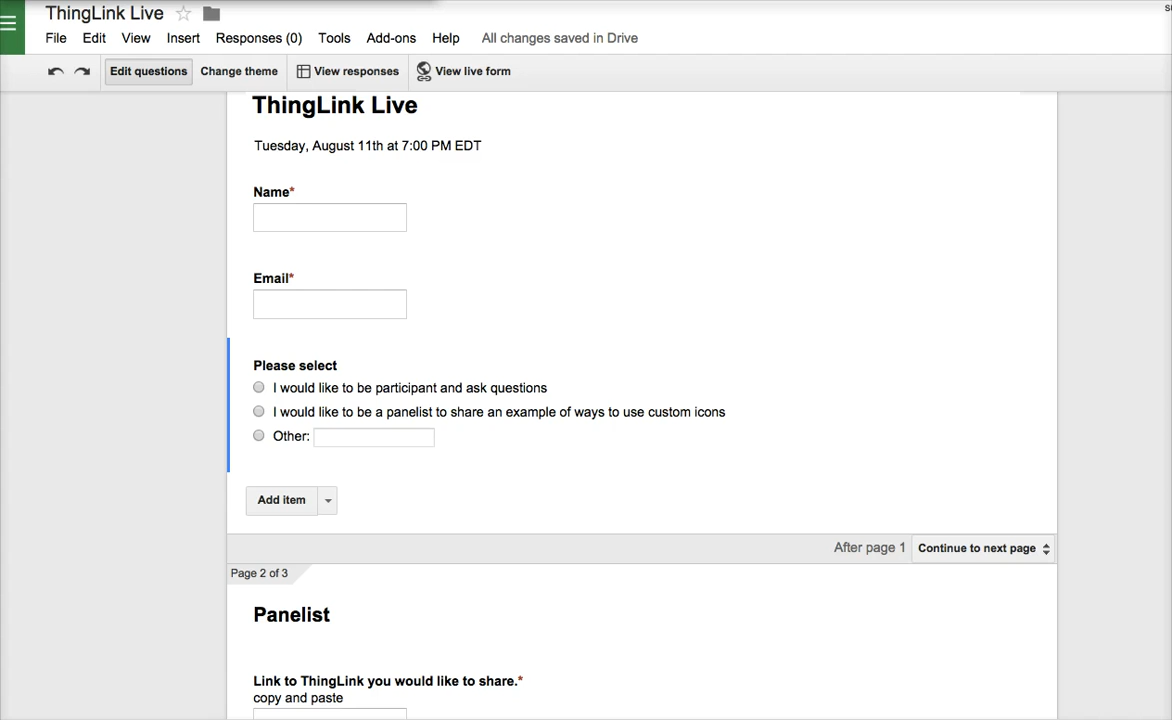 ThingLink Live
File Edit View Insert Responses (0) Tools Add-ons Help All changes saved in Drive
Edit questions Change theme View responses View live form
ThingLink Live
Tuesday, August 11th at 7:00 PM EDT
Name*
Email*
Please select
I would like to be participant and ask questions
I would like to be a panelist to share an example of ways to use custom icons
Other:
Add item
After page 1 Continue to next page
Page 2 of 3
Panelist
Link to ThingLink you would like to share.*
copy and paste